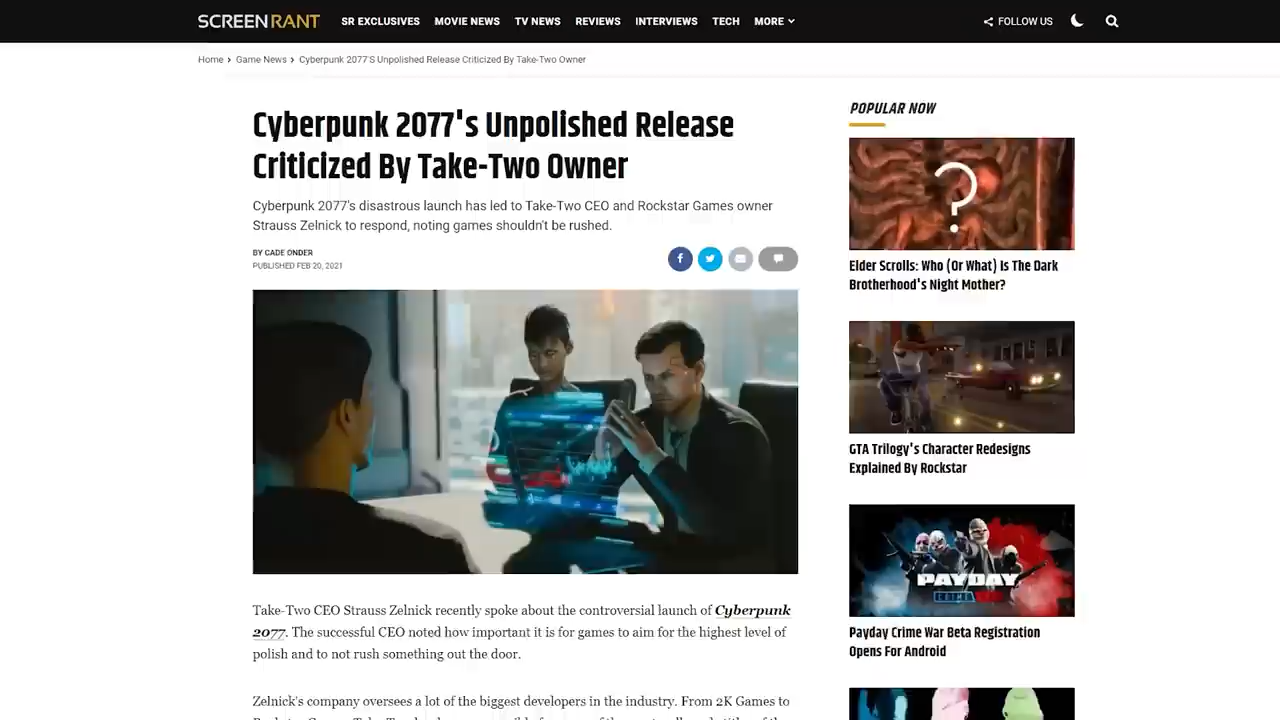 SCREENRANT SR EXCLUSIVES MOVIE NEWS TV NEWS REVIEWS INTERVIEWS TECH MORE FOLLOW US
Home Game News Cyberpunk 2077'S Unpolished Release Criticized By Take-Two Owner
Cyberpunk 2077's Unpolished Release
Criticized By Take-Two Owner
Cyberpunk 2077's disastrous launch has led to Take-Two CEO and Rockstar Games owner
Strauss Zelnick to respond, noting games shouldn't be rushed.
BY CADE ONDER
PUBLISHED FEB 20, 2021
Take-Two CEO Strauss Zelnick recently spoke about the controversial launch of Cyberpunk
2077. The successful CEO noted how important it is for games to aim for the highest level of
polish and to not rush something out the door.
Zelnick's company oversees a lot of the biggest developers in the industry. From 2K Games to
POPULAR NOW
?
Elder Scrolls: Who (Or What) Is The Dark
Brotherhood's Night Mother?
GTA Trilogy's Character Redesigns
Explained By Rockstar
PAYDAY
CRIME WAR
Payday Crime War Beta Registration
Opens For Android